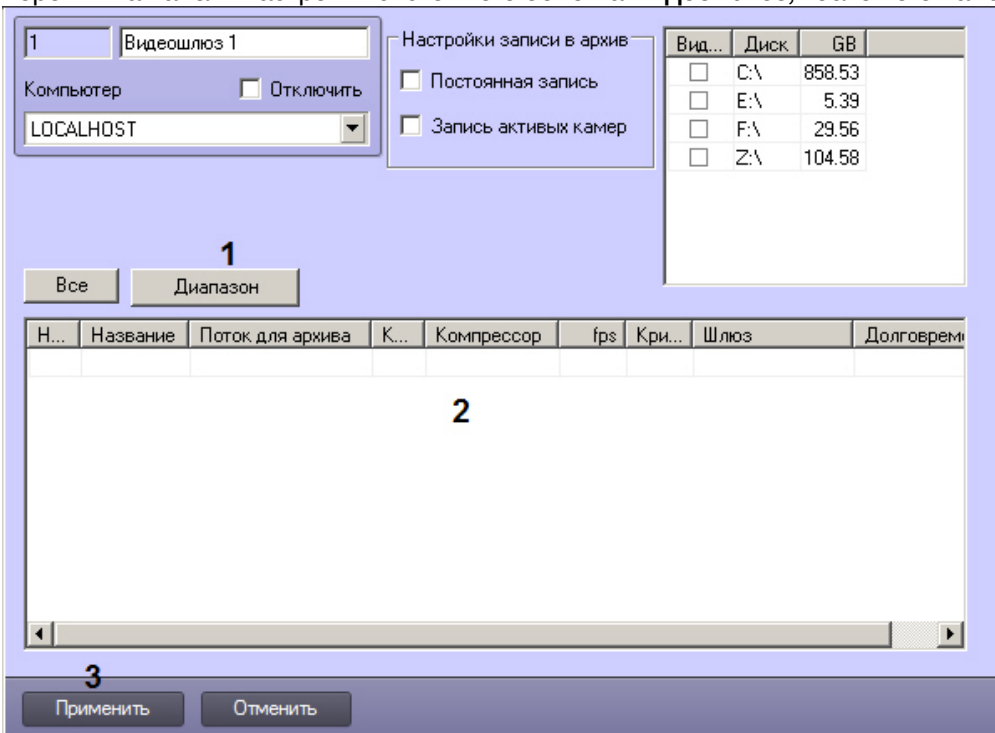 1 Видеошлюз 1
Компьютер Отключить
LOCALHOST
Настройки записи в архив
Постоянная запись
Запись активых камер
Вид... Диск GB
C:\ 858.53
E:\ 5.39
F:\ 29.56
Z:\ 104.58
1
Все Диапазон
Н... Название Поток для архива К... Компрессор fps Кри... Шлюз Долговрем
2
3
Применить Отменить